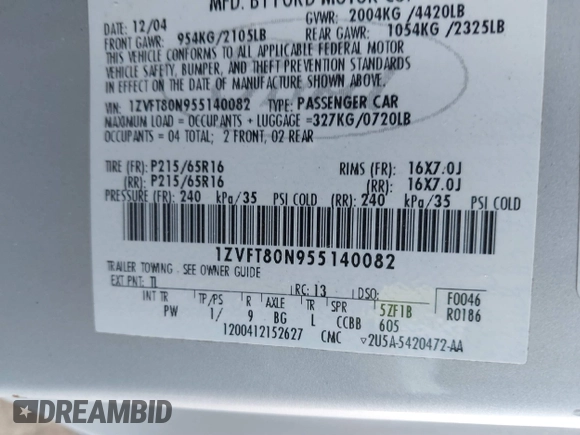 MFD. BY FORD MOTOR CO.
DATE: 12/04 GVWR: 2004KG /4420LB
FRONT GAWR: 954KG/2105LB REAR GAWR: 1054KG /2325LB
THIS VEHICLE CONFORMS TO ALL APPLICABLE FEDERAL MOTOR
VEHICLE SAFETY, BUMPER, AND THEFT PREVENTION STANDARDS
IN EFFECT ON THE DATE OF MANUFACTURE SHOWN ABOVE.
VIN: 1ZVFT80N955140082 TYPE: PASSENGER CAR
MAXIMUM LOAD = OCCUPANTS + LUGGAGE =327KG/0720LB
OCCUPANTS = 04 TOTAL; 2 FRONT, 02 REAR
TIRE (FR): P215/65R16 RIMS (FR): 16X7.0J
(RR): P215/65R16 (RR): 16X7.0J
PRESSURE (FR): 240 kPa/35 PSI COLD (RR): 240 kPa/35 PSI COLD
1ZVFT80N955140082
TRAILER TOWING - SEE OWNER GUIDE
EXT PNT: TL RC: 13 DSO: F0046
INT TR TP/PS R AXLE TR SPR 5ZF1B R0186
PW 1/ 9 BG L CCBB 605
1200412152627 CMC ▽2U5A-5420472-AA
DREAMBID